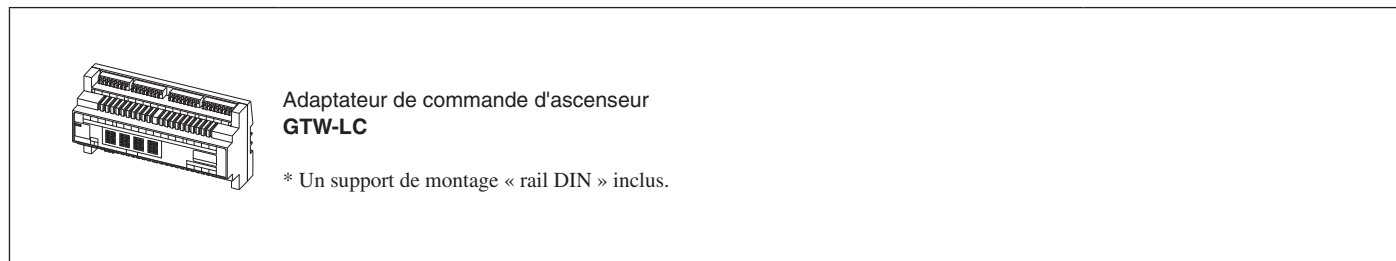 Adaptateur de commande d'ascenseur
GTW-LC
* Un support de montage « rail DIN » inclus.